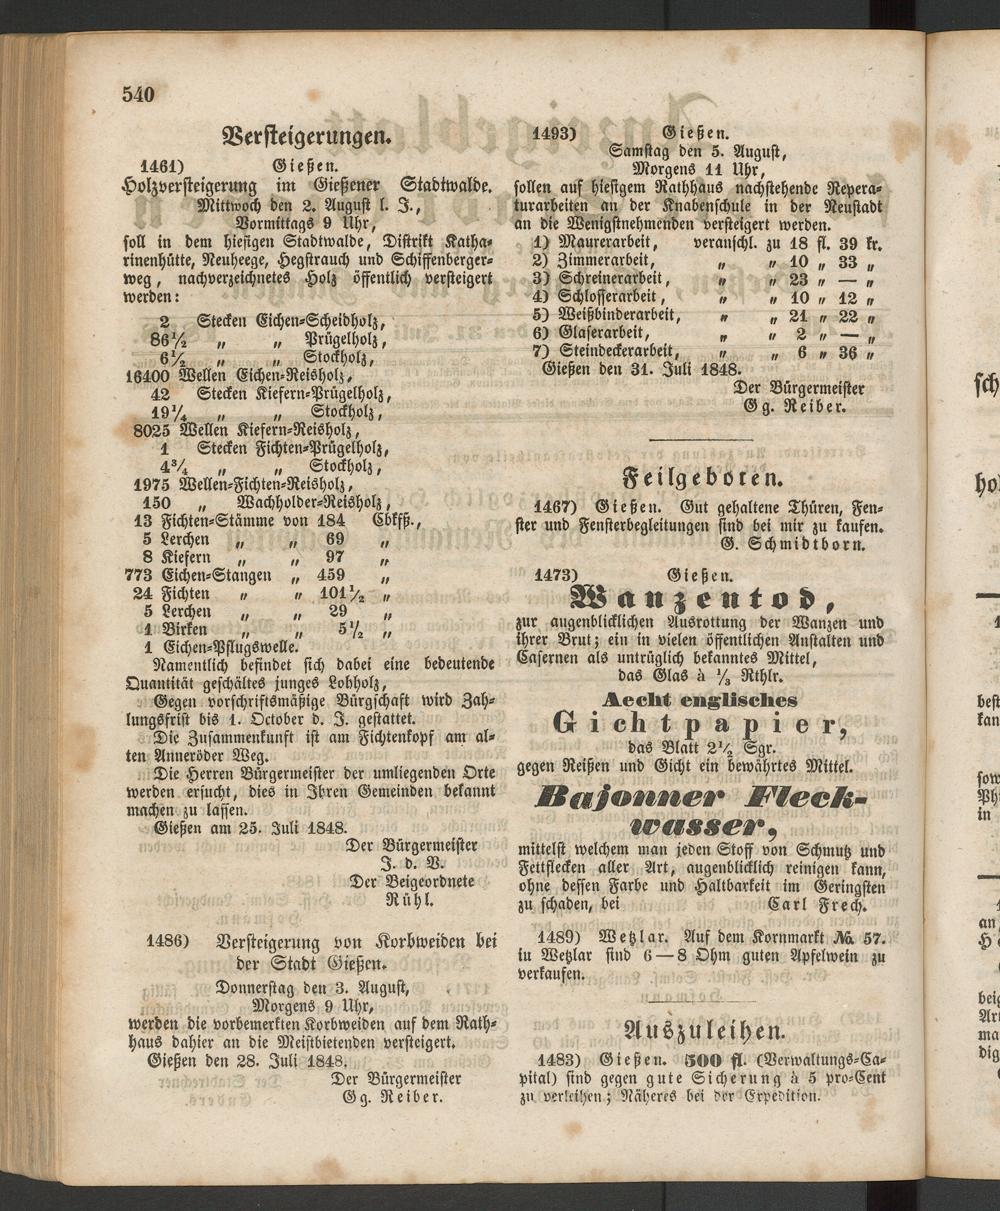 540
Versteigerungen.
1461) Gießen.
Holzversteigerung im Gießener Stadtwalde.
Mittwoch den 2. August l. J.,
Vormittags 9 Uhr,
soll in dem hiesigen Stadtwalde, Distrikt Katha-
rinenhütte, Neuheege, Hegstrauch und Schiffenberger-
weg, nachverzeichnetes Holz öffentlich versteigert
werden:
2 Stecken Eichen-Scheidholz,
86½ „ „ Prügelholz,
6½ „ „ Stockholz,
16400 Wellen Eichen-Reisholz,
42 Stecken Kiefern-Prügelholz,
19¼ „ „ Stockholz,
8025 Wellen Kiefern-Reisholz,
1 Stecken Fichten-Prügelholz,
4¾ „ „ Stockholz,
1975 Wellen-Fichten-Reisholz,
150 „ Wachholder-Reisholz,
13 Fichten-Stämme von 184 Cbkfß.,
5 Lerchen „ „ 69 „
8 Kiefern „ „ 97 „
773 Eichen-Stangen „ 459 „
24 Fichten „ „ 101½ „
5 Lerchen „ „ 29 „
1 Birken „ „ 5½ „
1 Eichen-Pflugswelle.
Namentlich befindet sich dabei eine bedeutende
Quantität geschältes junges Lobholz,
Gegen vorschriftsmäßige Bürgschaft wird Zah-
lungsfrist bis 1. October d. J. gestattet.
Die Zusammenkunft ist am Fichtenkopf am al-
ten Anneröder Weg.
Die Herren Bürgermeister der umliegenden Orte
werden ersucht, dies in Ihren Gemeinden bekannt
machen zu lassen.
Gießen am 25. Juli 1848.
Der Bürgermeister
J. d. V.
Der Beigeordnete
Rühl.
1486) Versteigerung von Korbweiden bei
der Stadt Gießen.
Donnerstag den 3. August,
Morgens 9 Uhr,
werden die vorbemerkten Korbweiden auf dem Rath-
haus dahier an die Meistbietenden versteigert.
Gießen den 28. Juli 1848.
Der Bürgermeister
Gg. Reiber.
1493) Gießen.
Samstag den 5. August,
Morgens 11 Uhr,
sollen auf hiesigem Rathhaus nachstehende Repera-
turarbeiten an der Knabenschule in der Neustadt
an die Wenigstnehmenden versteigert werden.
1) Maurerarbeit, veranschl. zu 18 fl. 39 kr.
2) Zimmerarbeit, „ „ 10 „ 33 „
3) Schreinerarbeit, „ „ 23 „ — „
4) Schlosserarbeit, „ „ 10 „ 12 „
5) Weißbinderarbeit, „ „ 21 „ 22 „
6) Glaserarbeit, „ „ 2 „ — „
7) Steindeckerarbeit, „ „ 6 „ 36 „
Gießen den 31. Juli 1848.
Der Bürgermeister
Gg. Reiber.
Feilgeboten.
1467) Gießen. Gut gehaltene Thüren, Fen-
ster und Fensterbegleitungen sind bei mir zu kaufen.
G. Schmidtborn.
1473) Gießen.
Wanzentod,
zur augenblicklichen Ausrottung der Wanzen und
ihrer Brut; ein in vielen öffentlichen Anstalten und
Casernen als untrüglich bekanntes Mittel,
das Glas à ⅓ Rthlr.
Aecht englisches
Gichtpapier,
das Blatt 2½ Sgr.
gegen Reißen und Gicht ein bewährtes Mittel.
Bajonner Fleck-
wasser,
mittelst welchem man jeden Stoff von Schmutz und
Fettflecken aller Art, augenblicklich reinigen kann,
ohne dessen Farbe und Haltbarkeit im Geringsten
zu schaden, bei Carl Frech.
1489) Wetzlar. Auf dem Kornmarkt No. 57.
in Wetzlar sind 6—8 Ohm guten Apfelwein zu
verkaufen.
Auszuleihen.
1483) Gießen. 500 fl. (Verwaltungs-Ca-
pital) sind gegen gute Sicherung à 5 pro-Cent
zu verleihen; Näheres bei der Expedition.